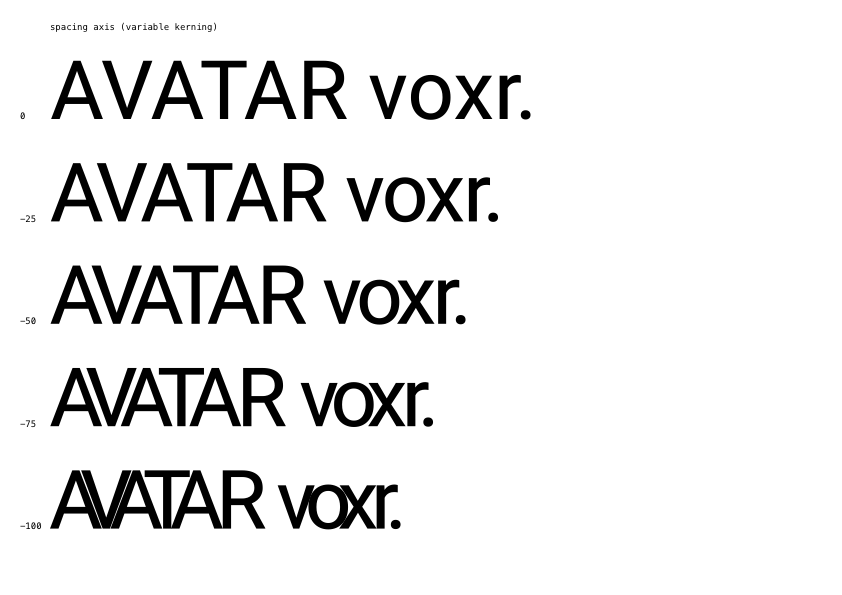 spacing axis (variable kerning)
0 AVATAR voxr.
−25 AVATAR voxr.
−50 AVATAR voxr.
−75 AVATAR voxr.
−100 AVATAR voxr.